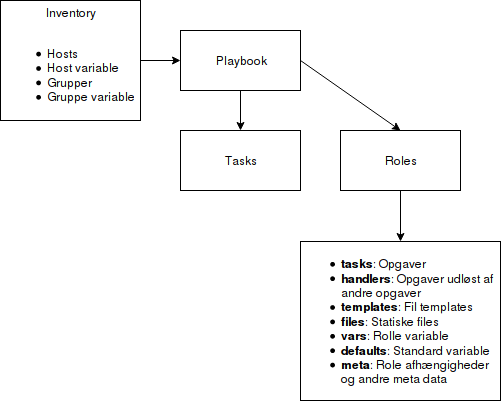 Inventory
Hosts
Host variable
Grupper
Gruppe variable
Playbook
Tasks
Roles
tasks: Opgaver
handlers: Opgaver udløst af
andre opgaver
templates: Fil templates
files: Statiske files
vars: Rolle variable
defaults: Standard variable
meta: Role afhængigheder
og andre meta data